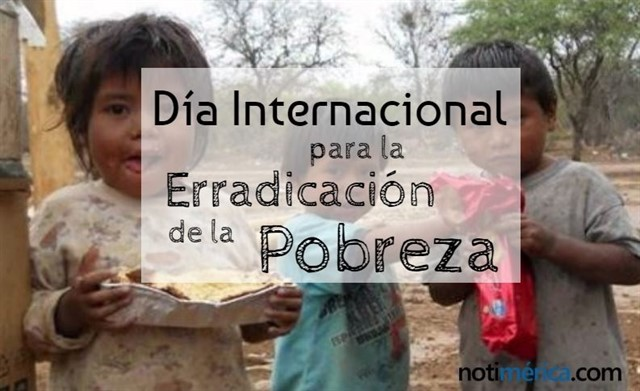 Día Internacional
para la
Erradicación
de la
Pobreza
notimérica.com